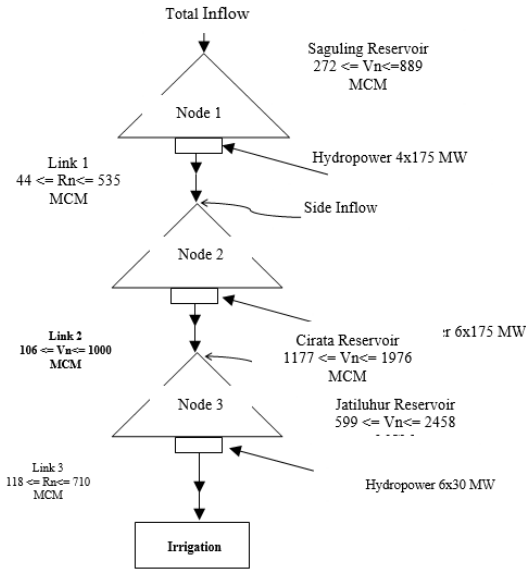 Total Inflow
Saguling Reservoir
272 <= Vn<=889
MCM
Node 1
Hydropower 4x175 MW
Link 1
44 <= Rn<= 535
MCM
Side Inflow
Node 2
6x175 MW
Link 2
106 <= Vn<= 1000
MCM
Cirata Reservoir
1177 <= Vn<= 1976
MCM
Node 3
Jatiluhur Reservoir
599 <= Vn<= 2458
Link 3
118 <= Rn<= 710
MCM
Hydropower 6x30 MW
Irrigation